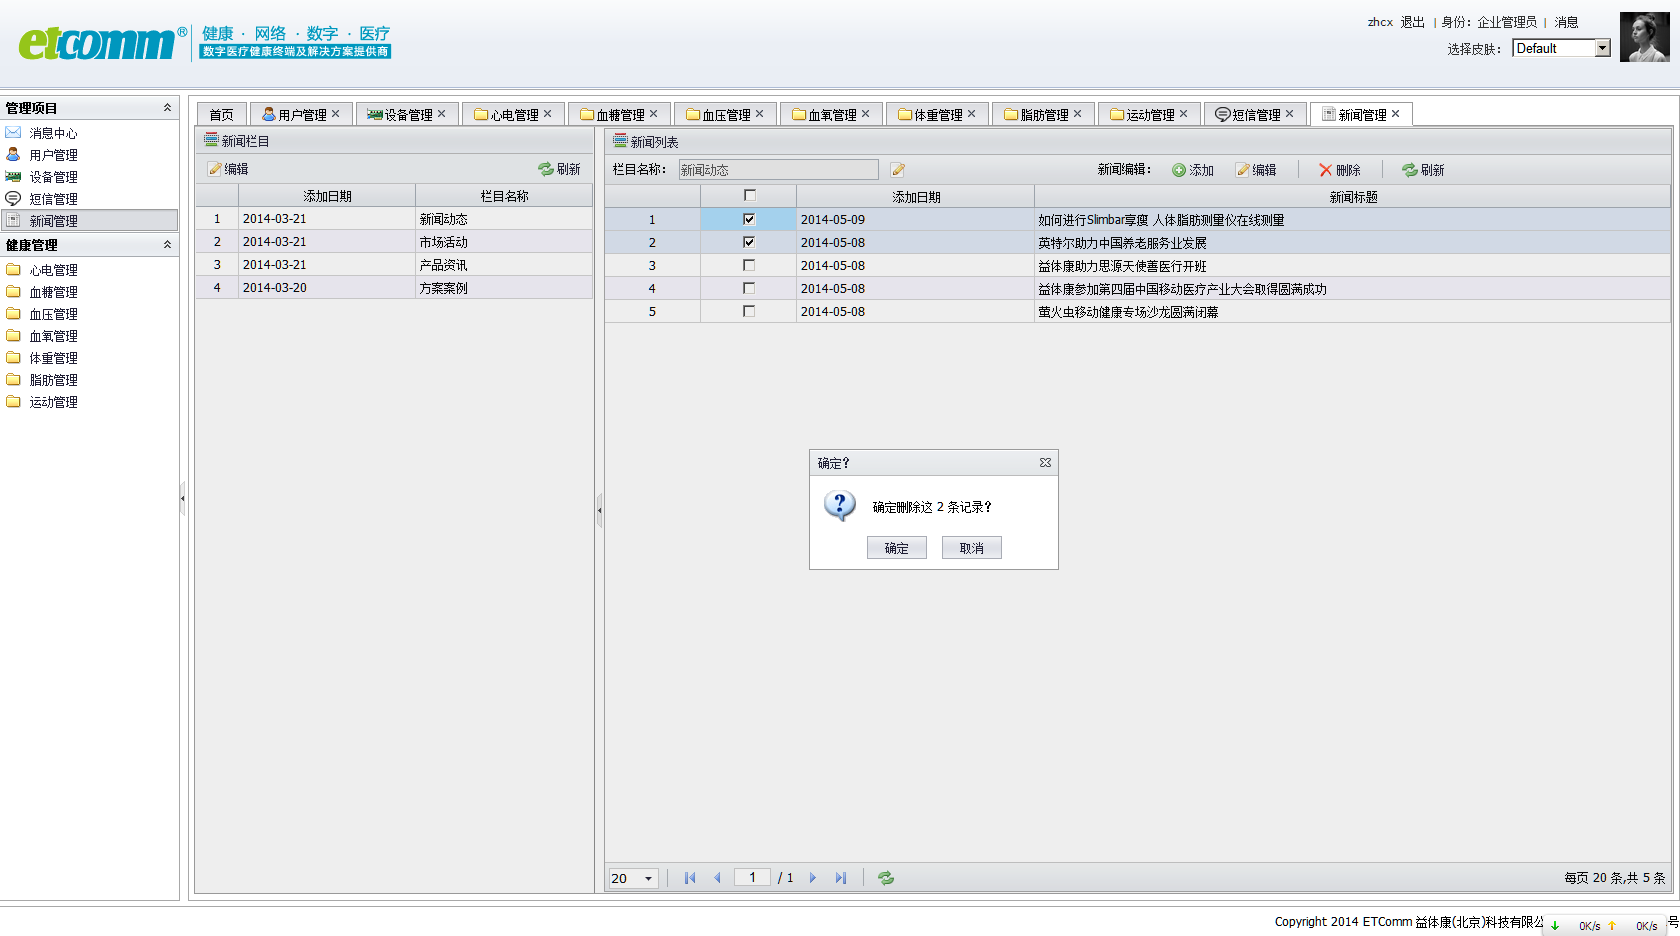 etcomm®
健康 · 网络 · 数字 · 医疗
数字医疗健康终端及解决方案提供商
zhcx 退出 | 身份：企业管理员 | 消息
选择皮肤： Default
管理项目
消息中心
用户管理
设备管理
短信管理
新闻管理
健康管理
心电管理
血糖管理
血压管理
血氧管理
体重管理
脂肪管理
运动管理
首页 用户管理 设备管理 心电管理 血糖管理 血压管理 血氧管理 体重管理 脂肪管理 运动管理 短信管理 新闻管理
新闻栏目
编辑 刷新
添加日期 栏目名称
1 2014-03-21 新闻动态
2 2014-03-21 市场活动
3 2014-03-21 产品资讯
4 2014-03-20 方案案例
新闻列表
栏目名称： 新闻动态 新闻编辑： 添加 编辑 删除 刷新
添加日期 新闻标题
1 2014-05-09 如何进行Slimbar享瘦 人体脂肪测量仪在线测量
2 2014-05-08 英特尔助力中国养老服务业发展
3 2014-05-08 益体康助力思源天使善医行开班
4 2014-05-08 益体康参加第四届中国移动医疗产业大会取得圆满成功
5 2014-05-08 萤火虫移动健康专场沙龙圆满闭幕
确定?
确定删除这 2 条记录?
确定 取消
20 1 / 1 每页 20 条,共 5 条
Copyright 2014 ETComm 益体康(北京)科技有限公 号
0K/s 0K/s